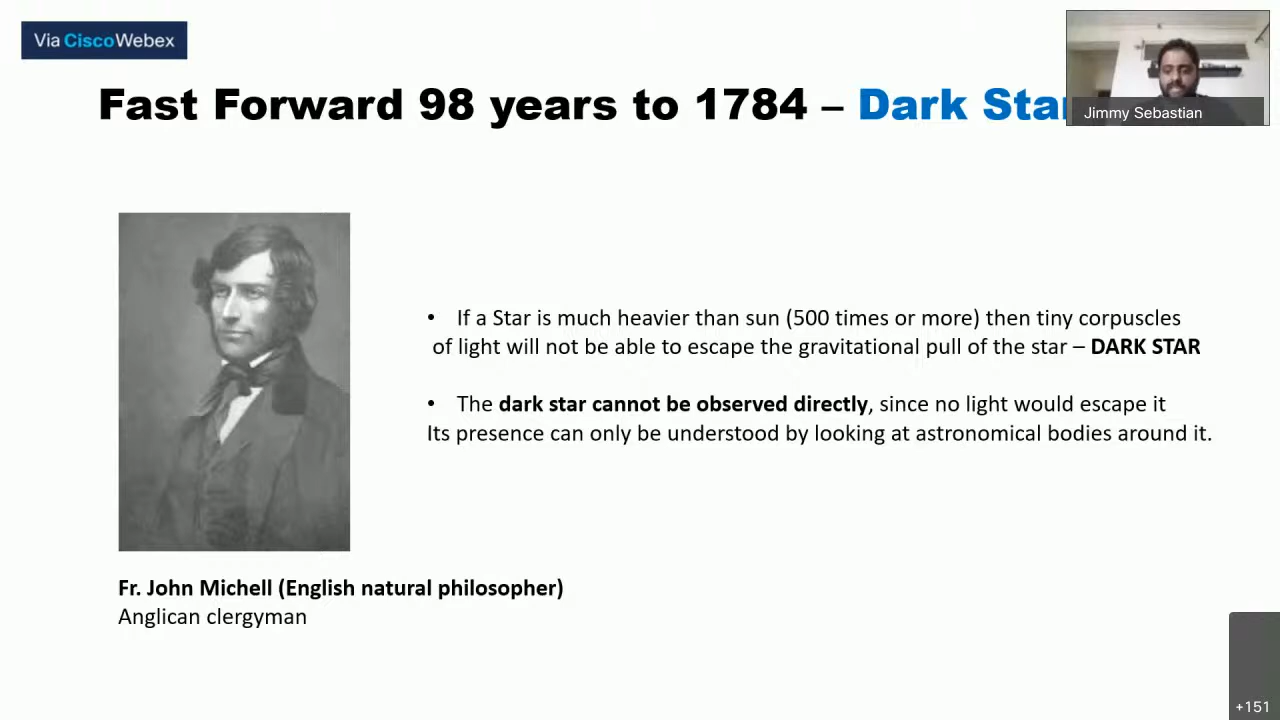 Via CiscoWebex
Fast Forward 98 years to 1784 – Dark Star
Jimmy Sebastian
• If a Star is much heavier than sun (500 times or more) then tiny corpuscles
of light will not be able to escape the gravitational pull of the star – DARK STAR
• The dark star cannot be observed directly, since no light would escape it
Its presence can only be understood by looking at astronomical bodies around it.
Fr. John Michell (English natural philosopher)
Anglican clergyman
+151